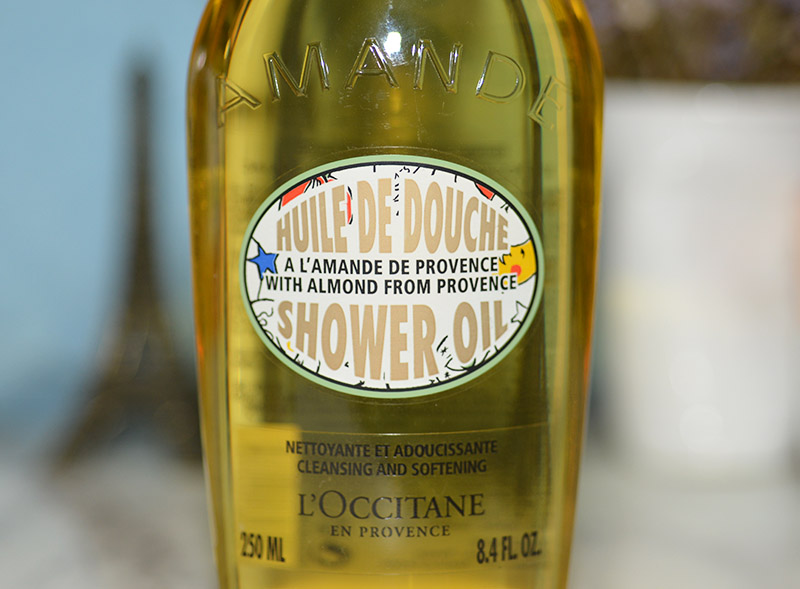 AMANDE
HUILE DE DOUCHE
A L'AMANDE DE PROVENCE
WITH ALMOND FROM PROVENCE
SHOWER OIL
NETTOYANTE ET ADOUCISSANTE
CLEANSING AND SOFTENING
L'OCCITANE
EN PROVENCE
250 ML 8.4 FL. OZ.